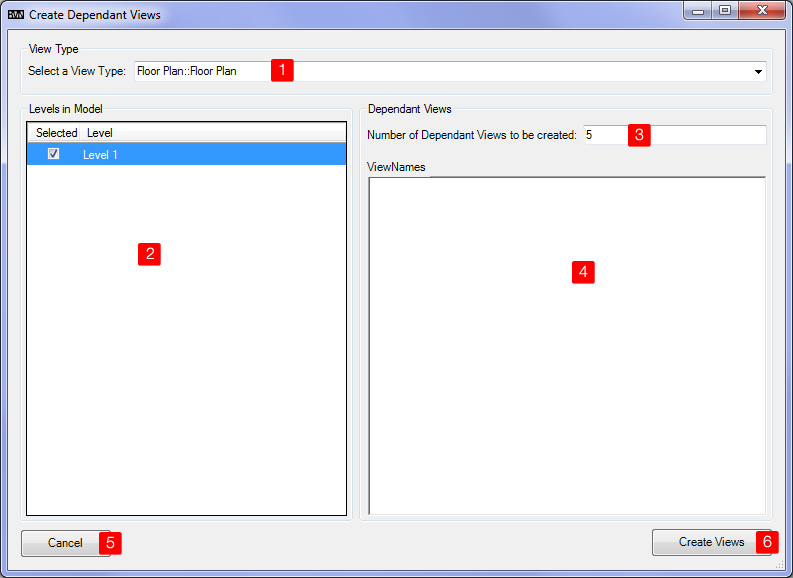 Create Dependant Views
View Type
Select a View Type: Floor Plan::Floor Plan 1
Levels in Model
Selected Level
Level 1
2
Dependant Views
Number of Dependant Views to be created: 5 3
ViewNames
4
Cancel 5
Create Views 6